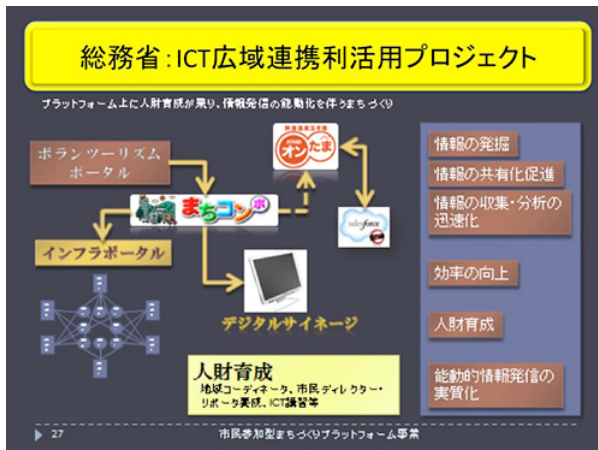 総務省：ICT広域連携利活用プロジェクト
プラットフォーム上に人財育成が乗り、情報発信の能動化を伴うまちづくり
ボランツーリズム
ポータル
オンたま
まちコンポ
salesforce
インフラポータル
デジタルサイネージ
情報の発掘
情報の共有化促進
情報の収集・分析の
迅速化
効率の向上
人財育成
能動的情報発信の
実質化
人財育成
地域コーディネータ、市民ディレクター・
リポータ養成、ICT講習等
27
市民参加型まちづくりプラットフォーム事業